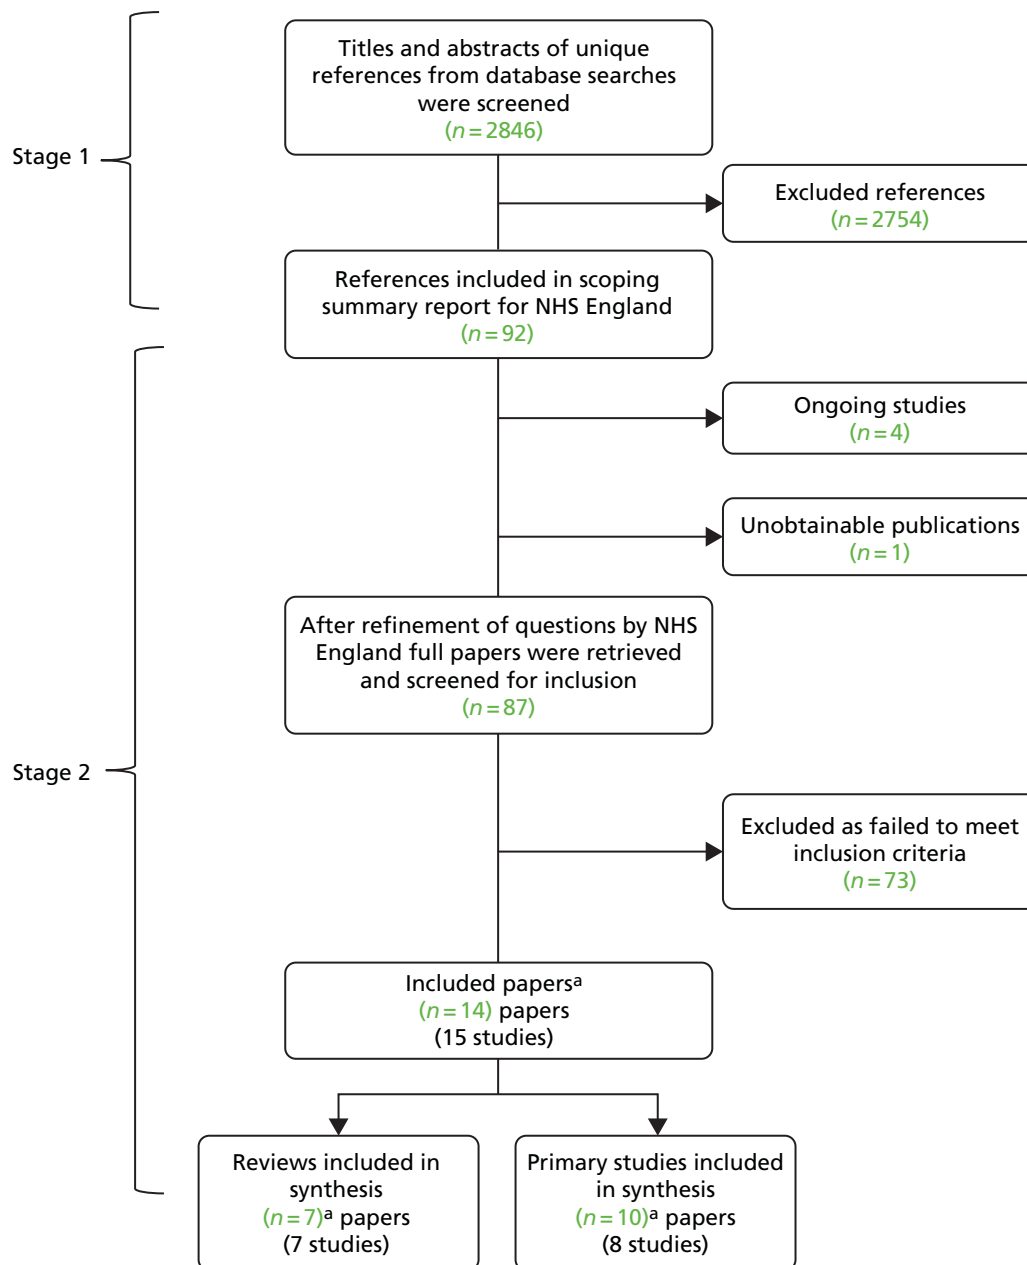 Titles and abstracts of unique
references from database searches
were screened
(n = 2846)
Stage 1
Excluded references
(n = 2754)
References included in scoping
summary report for NHS England
(n = 92)
Ongoing studies
(n = 4)
Unobtainable publications
(n = 1)
After refinement of questions by NHS
England full papers were retrieved
and screened for inclusion
(n = 87)
Stage 2
Excluded as failed to meet
inclusion criteria
(n = 73)
Included papersᵃ
(n = 14) papers
(15 studies)
Reviews included in
synthesis
(n = 7)ᵃ papers
(7 studies)
Primary studies included
in synthesis
(n = 10)ᵃ papers
(8 studies)